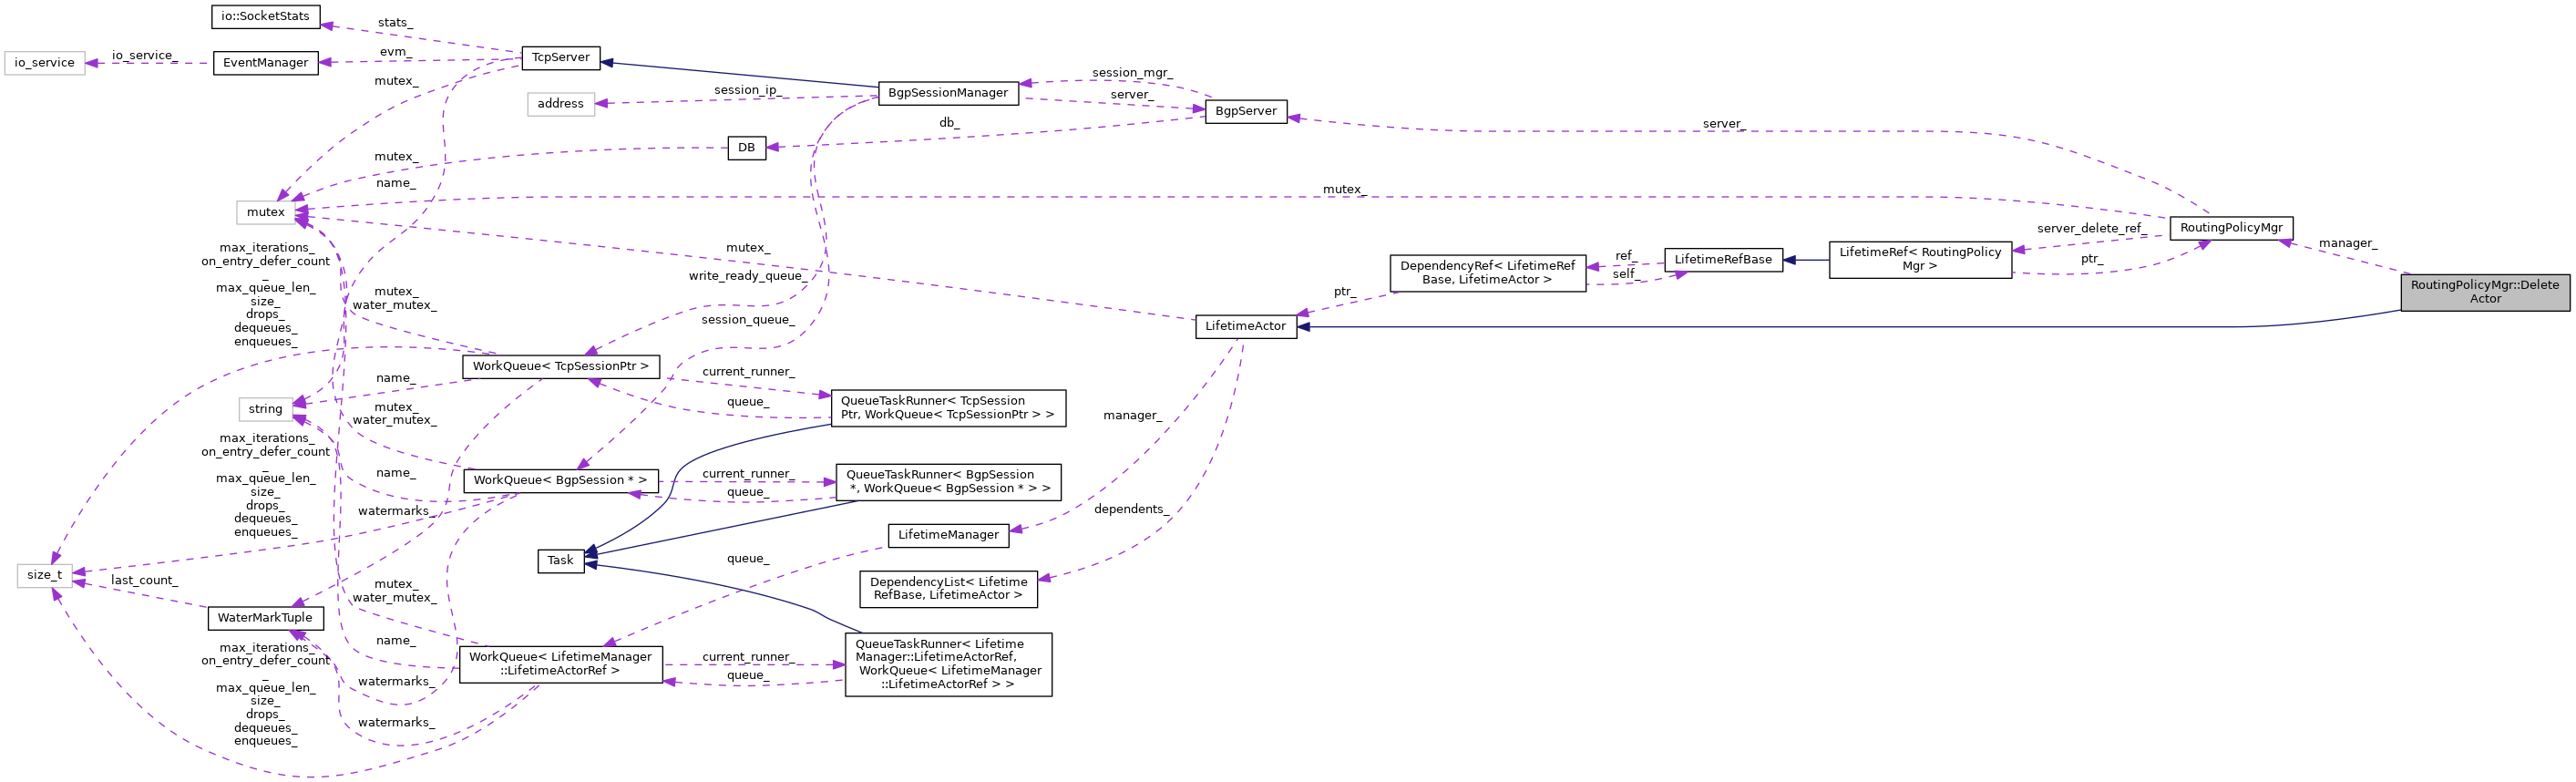 io::SocketStats
stats_
io_service
io_service_
EventManager
evm_
TcpServer
mutex_
session_ip_
address
BgpSessionManager
session_mgr_
server_
BgpServer
db_
DB
server_
mutex_
name_
mutex
mutex_
RoutingPolicyMgr
server_delete_ref_
ptr_
manager_
RoutingPolicyMgr::Delete
Actor
LifetimeRef< RoutingPolicy
Mgr >
LifetimeRefBase
ref_
self_
DependencyRef< LifetimeRef
Base, LifetimeActor >
ptr_
LifetimeActor
mutex_
write_ready_queue_
session_queue_
max_iterations_
on_entry_defer_count
_
max_queue_len_
size_
drops_
dequeues_
enqueues_
mutex_
water_mutex_
WorkQueue< TcpSessionPtr >
name_
string
current_runner_
queue_
QueueTaskRunner< TcpSession
Ptr, WorkQueue< TcpSessionPtr > >
mutex_
water_mutex_
max_iterations_
on_entry_defer_count
_
max_queue_len_
size_
drops_
dequeues_
enqueues_
name_
WorkQueue< BgpSession * >
current_runner_
queue_
QueueTaskRunner< BgpSession
*, WorkQueue< BgpSession * > >
watermarks_
manager_
dependents_
LifetimeManager
queue_
Task
DependencyList< Lifetime
RefBase, LifetimeActor >
size_t
last_count_
WaterMarkTuple
mutex_
water_mutex_
name_
max_iterations_
on_entry_defer_count
_
max_queue_len_
size_
drops_
dequeues_
enqueues_
watermarks_
watermarks_
WorkQueue< LifetimeManager
::LifetimeActorRef >
current_runner_
queue_
QueueTaskRunner< Lifetime
Manager::LifetimeActorRef,
WorkQueue< LifetimeManager
::LifetimeActorRef > >